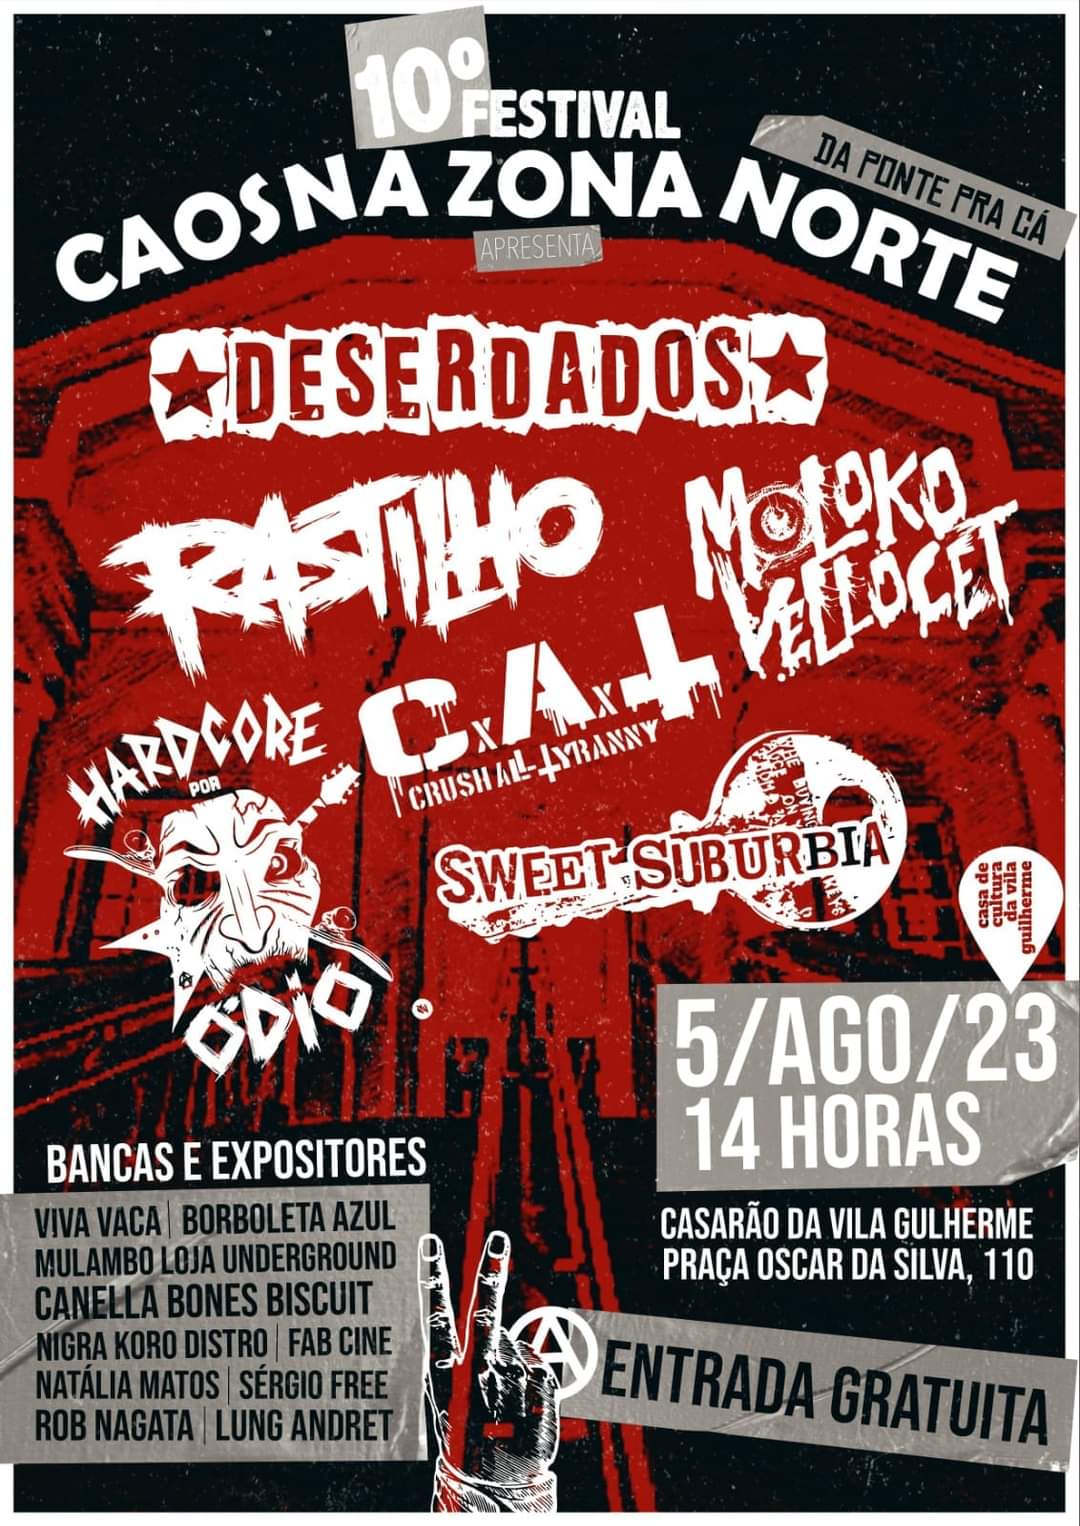 10º FESTIVAL
CAOS NA ZONA NORTE
DA PONTE PRA CÁ
APRESENTA
DESERDADOS
RASTILHO
MOLOKO
VELLOCET
C x A x T
CRUSH ALL TYRANNY
HARDCORE
POR
ÓDIO
SWEET SUBURBIA
casa de
cultura
da vila
guilherme
5/AGO/23
14 HORAS
CASARÃO DA VILA GULHERME
PRAÇA OSCAR DA SILVA, 110
BANCAS E EXPOSITORES
VIVA VACA | BORBOLETA AZUL
MULAMBO LOJA UNDERGROUND
CANELLA BONES BISCUIT
NIGRA KORO DISTRO | FAB CINE
NATÁLIA MATOS | SÉRGIO FREE
ROB NAGATA | LUNG ANDRET
ENTRADA GRATUITA